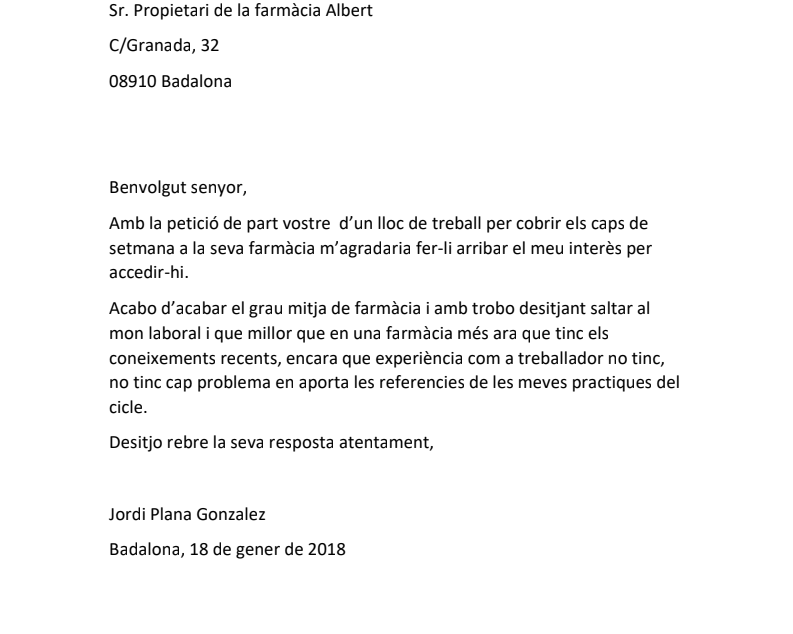 Sr. Propietari de la farmàcia Albert
C/Granada, 32
08910 Badalona
Benvolgut senyor,
Amb la petició de part vostre  d’un lloc de treball per cobrir els caps de
setmana a la seva farmàcia m’agradaria fer-li arribar el meu interès per
accedir-hi.
Acabo d’acabar el grau mitja de farmàcia i amb trobo desitjant saltar al
mon laboral i que millor que en una farmàcia més ara que tinc els
coneixements recents, encara que experiència com a treballador no tinc,
no tinc cap problema en aporta les referencies de les meves practiques del
cicle.
Desitjo rebre la seva resposta atentament,
Jordi Plana Gonzalez
Badalona, 18 de gener de 2018